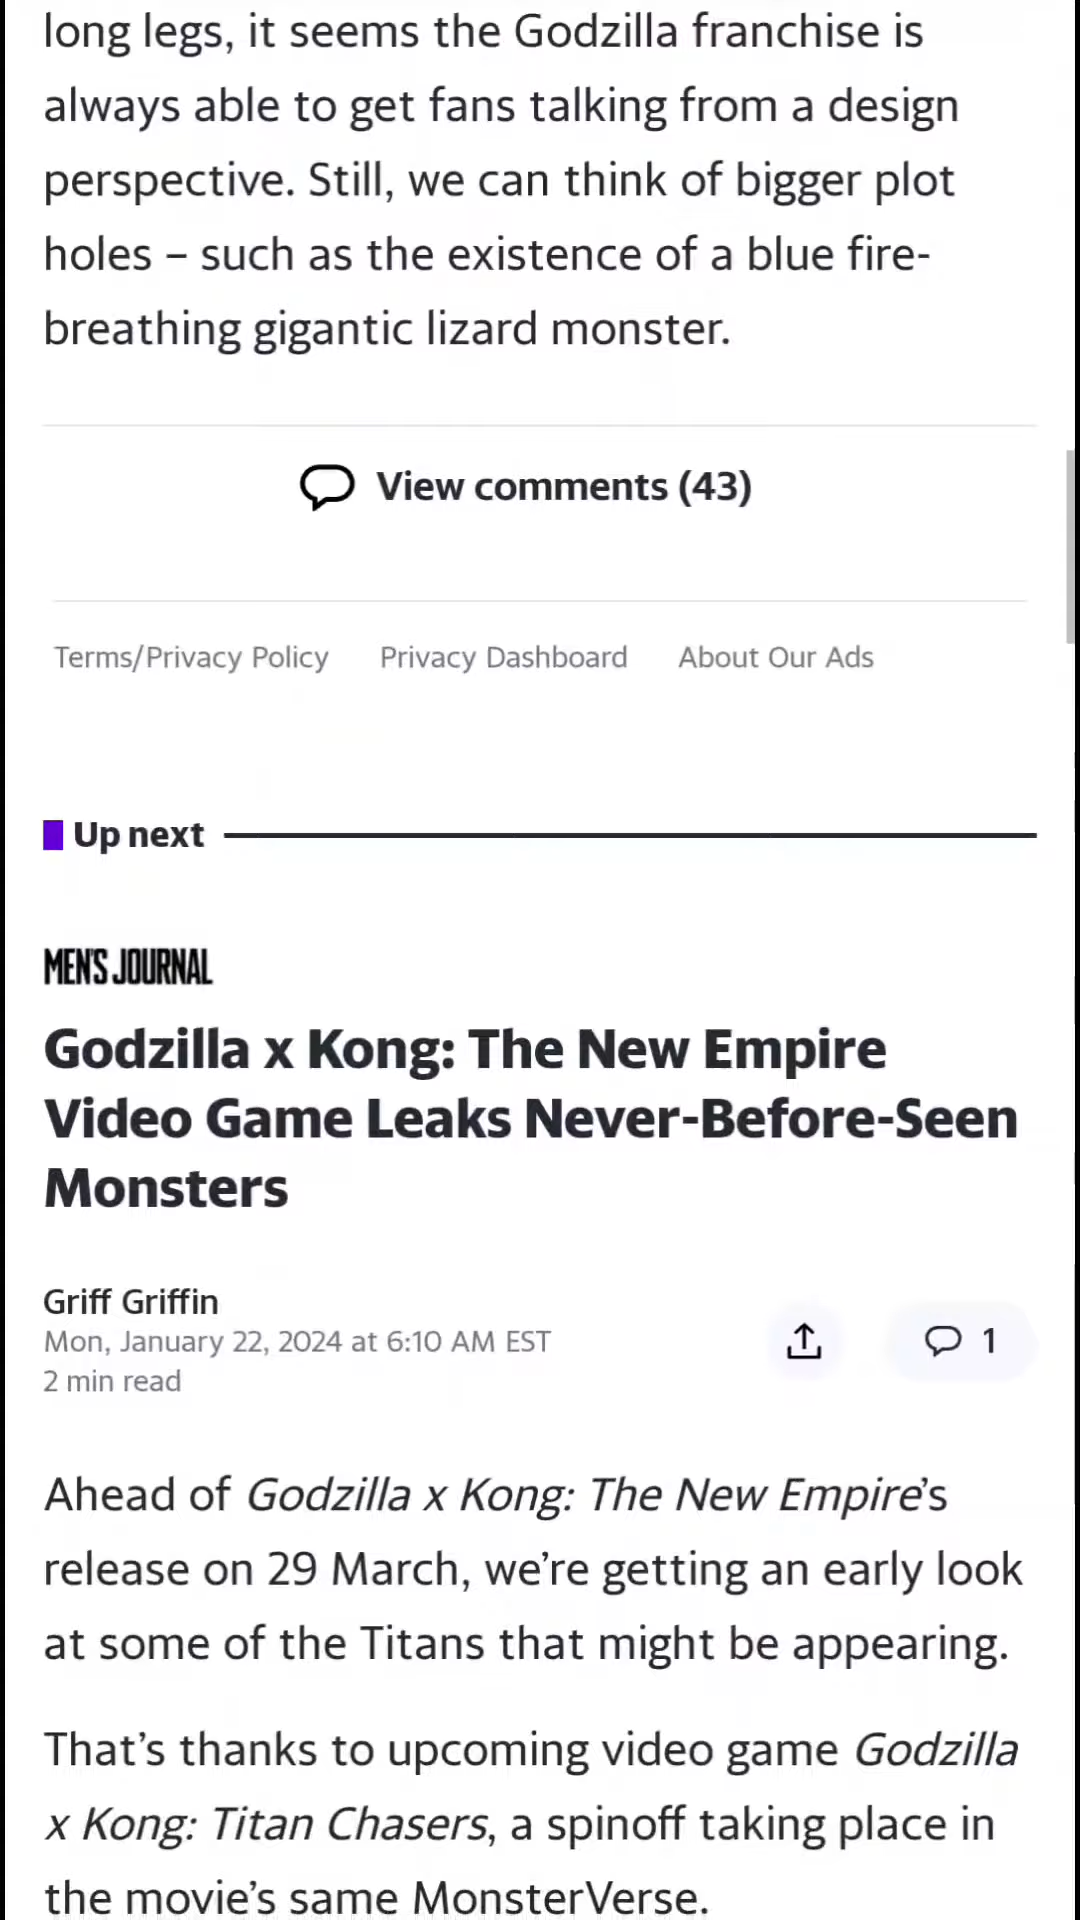 long legs, it seems the Godzilla franchise is
always able to get fans talking from a design
perspective. Still, we can think of bigger plot
holes – such as the existence of a blue fire-
breathing gigantic lizard monster.
View comments (43)
Terms/Privacy Policy Privacy Dashboard About Our Ads
Up next
MEN'S JOURNAL
Godzilla x Kong: The New Empire
Video Game Leaks Never-Before-Seen
Monsters
Griff Griffin
Mon, January 22, 2024 at 6:10 AM EST
2 min read
1
Ahead of Godzilla x Kong: The New Empire’s
release on 29 March, we’re getting an early look
at some of the Titans that might be appearing.
That’s thanks to upcoming video game Godzilla
x Kong: Titan Chasers, a spinoff taking place in
the movie’s same MonsterVerse.